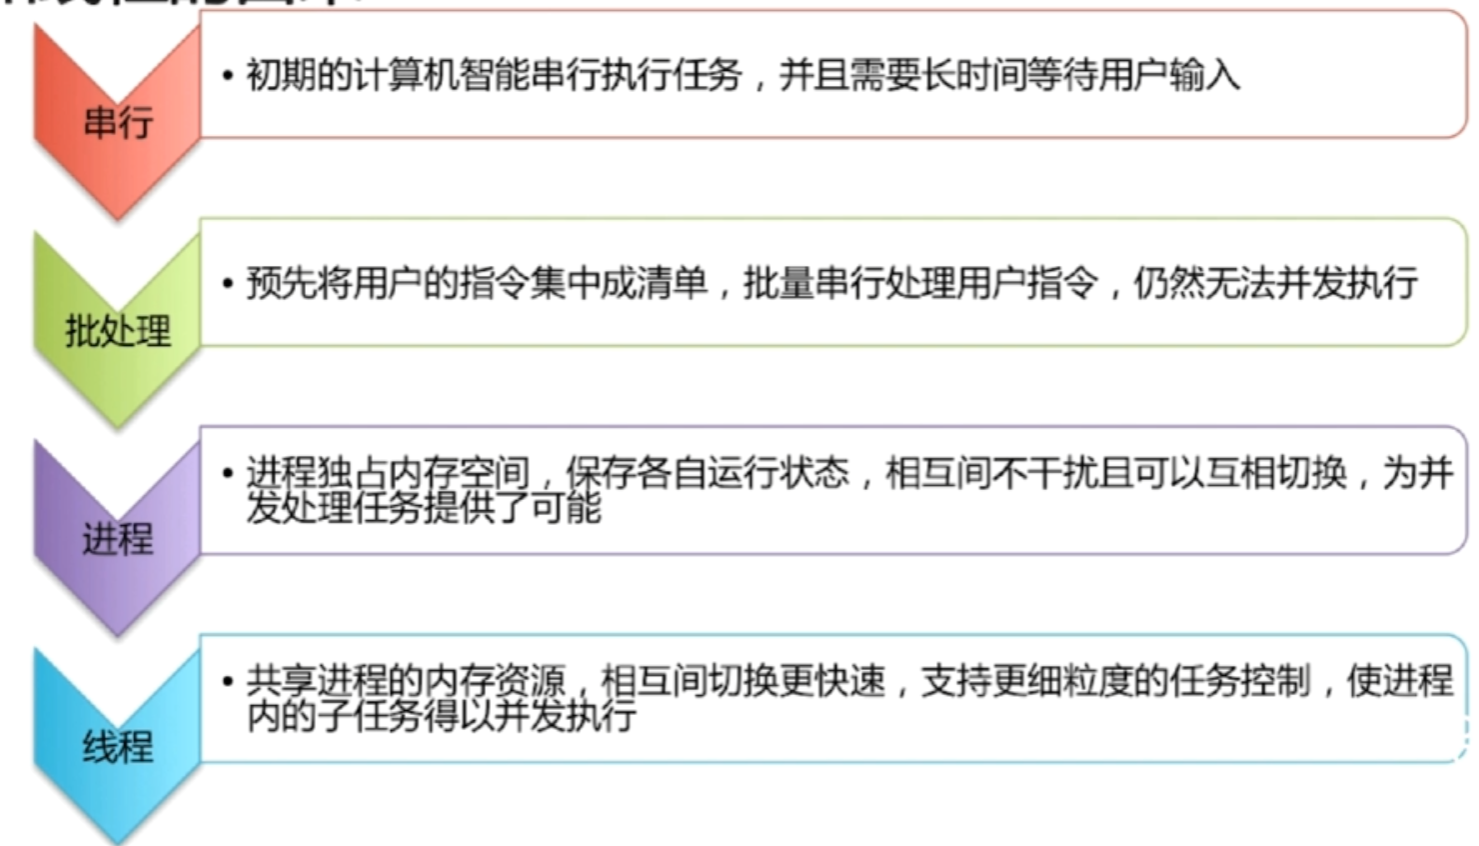 串行
• 初期的计算机智能串行执行任务，并且需要长时间等待用户输入
批处理
• 预先将用户的指令集中成清单，批量串行处理用户指令，仍然无法并发执行
进程
• 进程独占内存空间，保存各自运行状态，相互间不干扰且可以互相切换，为并
发处理任务提供了可能
线程
• 共享进程的内存资源，相互间切换更快速，支持更细粒度的任务控制，使进程
内的子任务得以并发执行